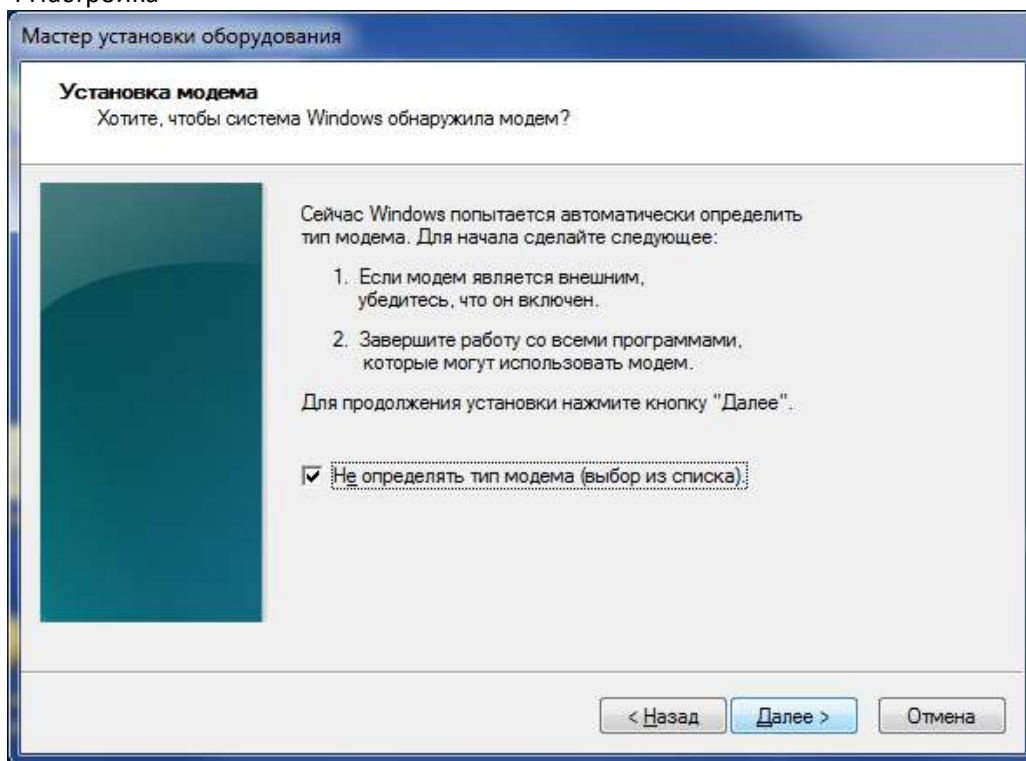 Мастер установки оборудования
Установка модема
Хотите, чтобы система Windows обнаружила модем?
Сейчас Windows попытается автоматически определить
тип модема. Для начала сделайте следующее:
1. Если модем является внешним,
убедитесь, что он включен.
2. Завершите работу со всеми программами,
которые могут использовать модем.
Для продолжения установки нажмите кнопку "Далее".
Не определять тип модема (выбор из списка).
< Назад Далее > Отмена